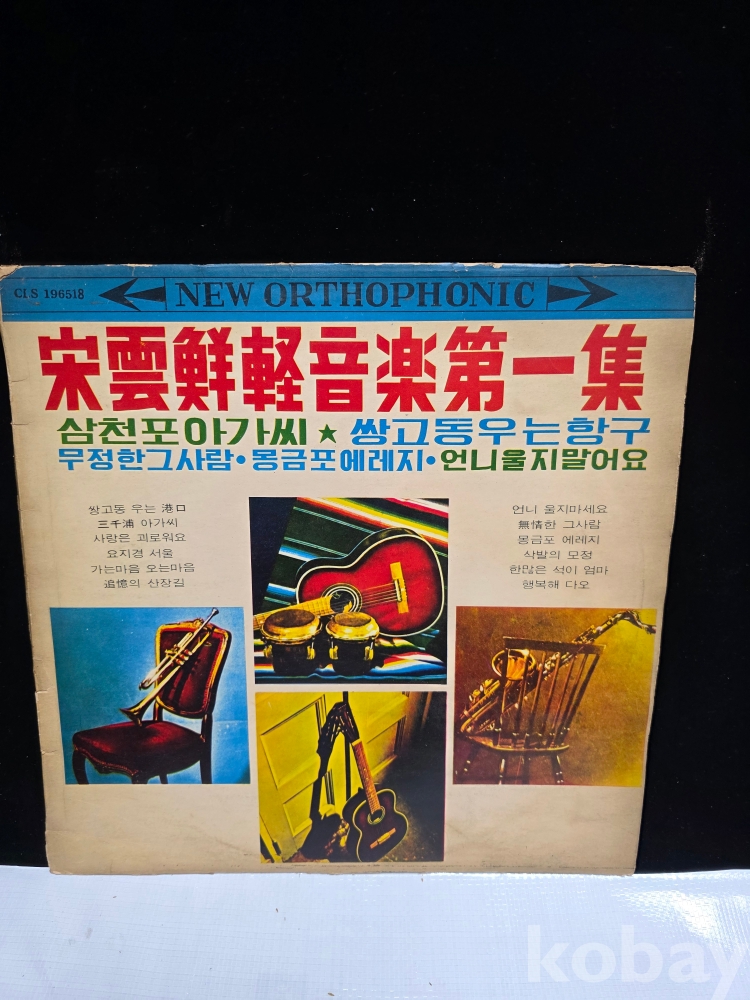 CLS 196518
NEW ORTHOPHONIC
宋雲鮮軽音楽第一集
삼천포아가씨 ★ 쌍고동우는항구
무정한그사람 • 몽금포에레지 • 언니울지말어요
쌍고동 우는 港口
三千浦 아가씨
사랑은 괴로워요
요지경 서울
가는마음 오는마음
追憶의 산장길
언니 울지마세요
無情한 그사람
몽금포 에레지
삭발의 모정
한많은 석이 엄마
행복해 다오
kobay